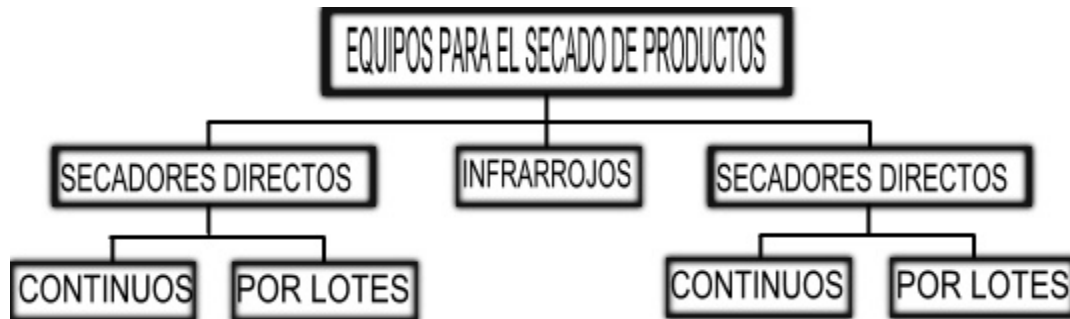 EQUIPOS PARA EL SECADO DE PRODUCTOS
SECADORES DIRECTOS
INFRARROJOS
SECADORES DIRECTOS
CONTINUOS
POR LOTES
CONTINUOS
POR LOTES